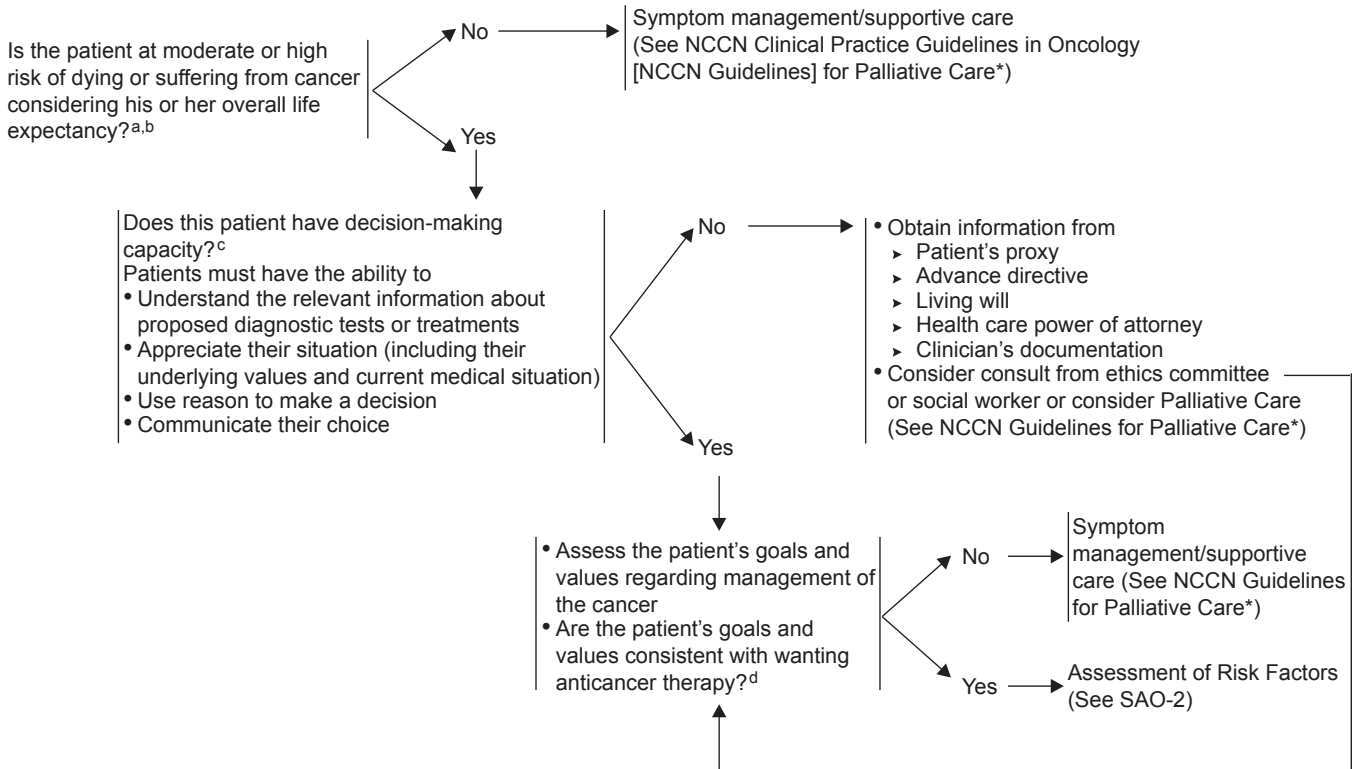 Is the patient at moderate or high
risk of dying or suffering from cancer
considering his or her overall life
expectancy?a,b
No
Symptom management/supportive care
(See NCCN Clinical Practice Guidelines in Oncology
[NCCN Guidelines] for Palliative Care*)
Yes
Does this patient have decision-making
capacity?c
Patients must have the ability to
• Understand the relevant information about
proposed diagnostic tests or treatments
• Appreciate their situation (including their
underlying values and current medical situation)
• Use reason to make a decision
• Communicate their choice
No
• Obtain information from
➤ Patient's proxy
➤ Advance directive
➤ Living will
➤ Health care power of attorney
➤ Clinician's documentation
• Consider consult from ethics committee
or social worker or consider Palliative Care
(See NCCN Guidelines for Palliative Care*)
Yes
• Assess the patient's goals and
values regarding management of
the cancer
• Are the patient's goals and
values consistent with wanting
anticancer therapy?d
No
Symptom
management/supportive
care (See NCCN Guidelines
for Palliative Care*)
Yes
Assessment of Risk Factors
(See SAO-2)